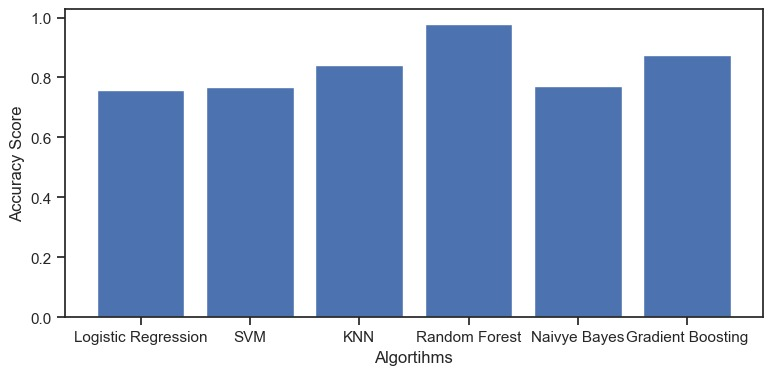 1.0
0.8
0.6
0.4
0.2
0.0
Accuracy Score
Logistic Regression SVM KNN Random Forest Naivye Bayes Gradient Boosting
Algortihms